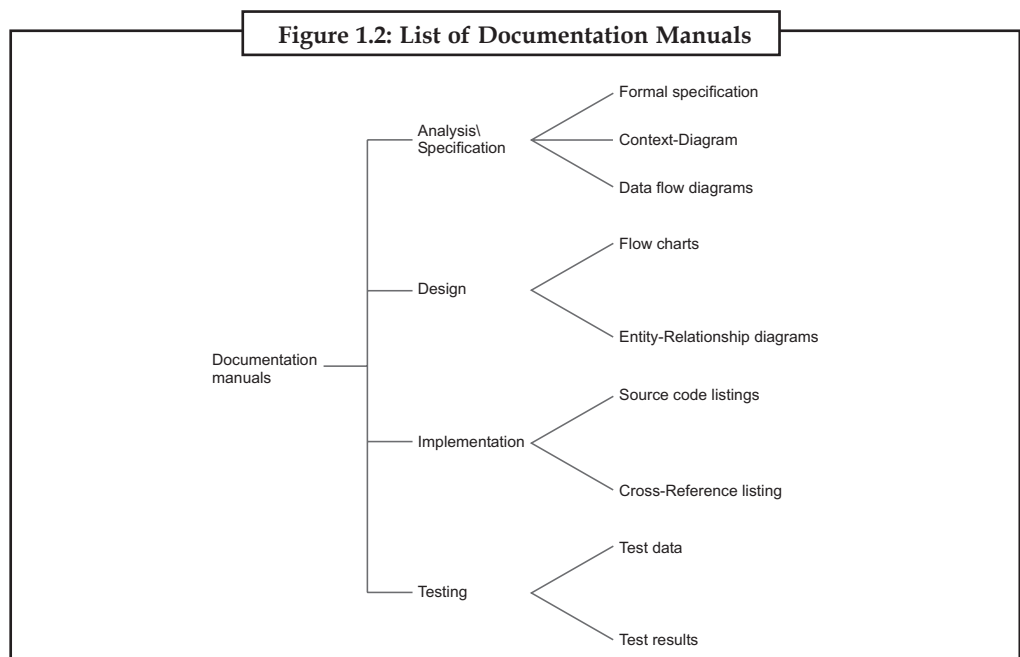 Figure 1.2: List of Documentation Manuals
Documentation
manuals
Analysis\
Specification
Formal specification
Context-Diagram
Data flow diagrams
Design
Flow charts
Entity-Relationship diagrams
Implementation
Source code listings
Cross-Reference listing
Testing
Test data
Test results